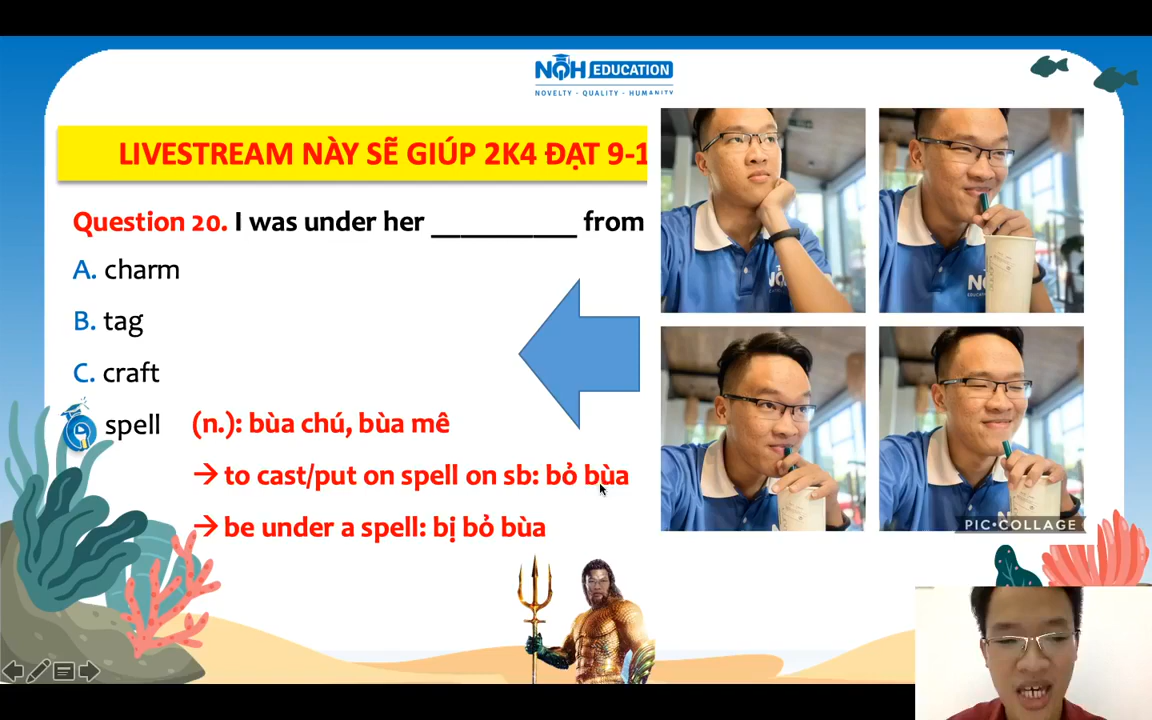 NQH EDUCATION
NOVELTY - QUALITY - HUMANITY
LIVESTREAM NÀY SẼ GIÚP 2K4 ĐẠT 9-1
Question 20. I was under her __________ from
A. charm
B. tag
C. craft
spell (n.): bùa chú, bùa mê
→ to cast/put on spell on sb: bỏ bùa
→ be under a spell: bị bỏ bùa
PIC•COLLAGE